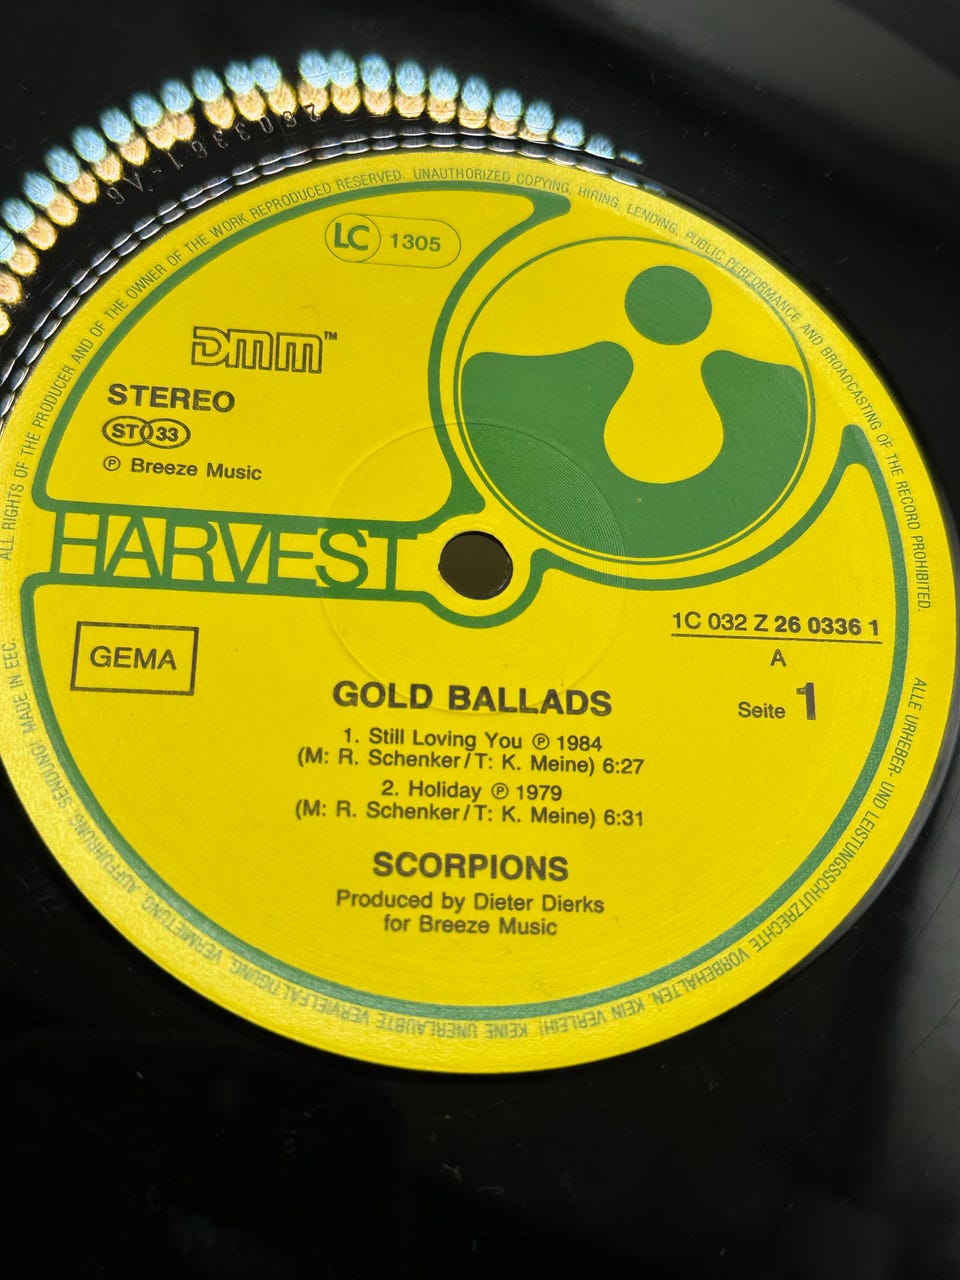 2603361-A6
ALL RIGHTS OF THE PRODUCER AND OF THE OWNER OF THE WORK REPRODUCED RESERVED. UNAUTHORIZED COPYING, HIRING, LENDING, PUBLIC PERFORMANCE AND BROADCASTING OF THE RECORD PROHIBITED.
LC 1305
DMM™
STEREO
ST 33
℗ Breeze Music
HARVEST
GEMA
1C 032 Z 26 0336 1
A
Seite 1
GOLD BALLADS
1. Still Loving You ℗ 1984
(M: R. Schenker/T: K. Meine) 6:27
2. Holiday ℗ 1979
(M: R. Schenker/T: K. Meine) 6:31
SCORPIONS
Produced by Dieter Dierks
for Breeze Music
ALLE URHEBER- UND LEISTUNGSSCHUTZRECHTE VORBEHALTEN. KEIN VERLEIH! KEINE UNERLAUBTE VERVIELFÄLTIGUNG, VERMIETUNG, AUFFÜHRUNG, SENDUNG! MADE IN EEC.